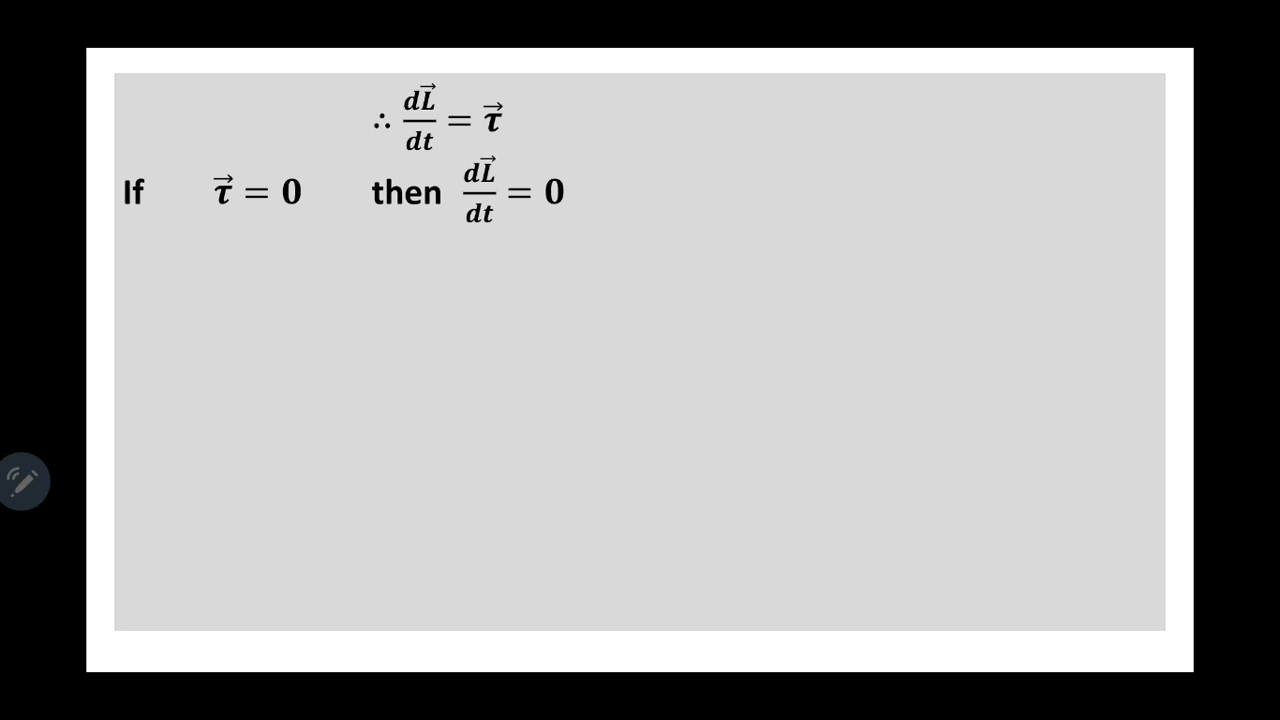 ∴ dL⃗/dt = τ⃗
If τ⃗ = 0 then dL⃗/dt = 0